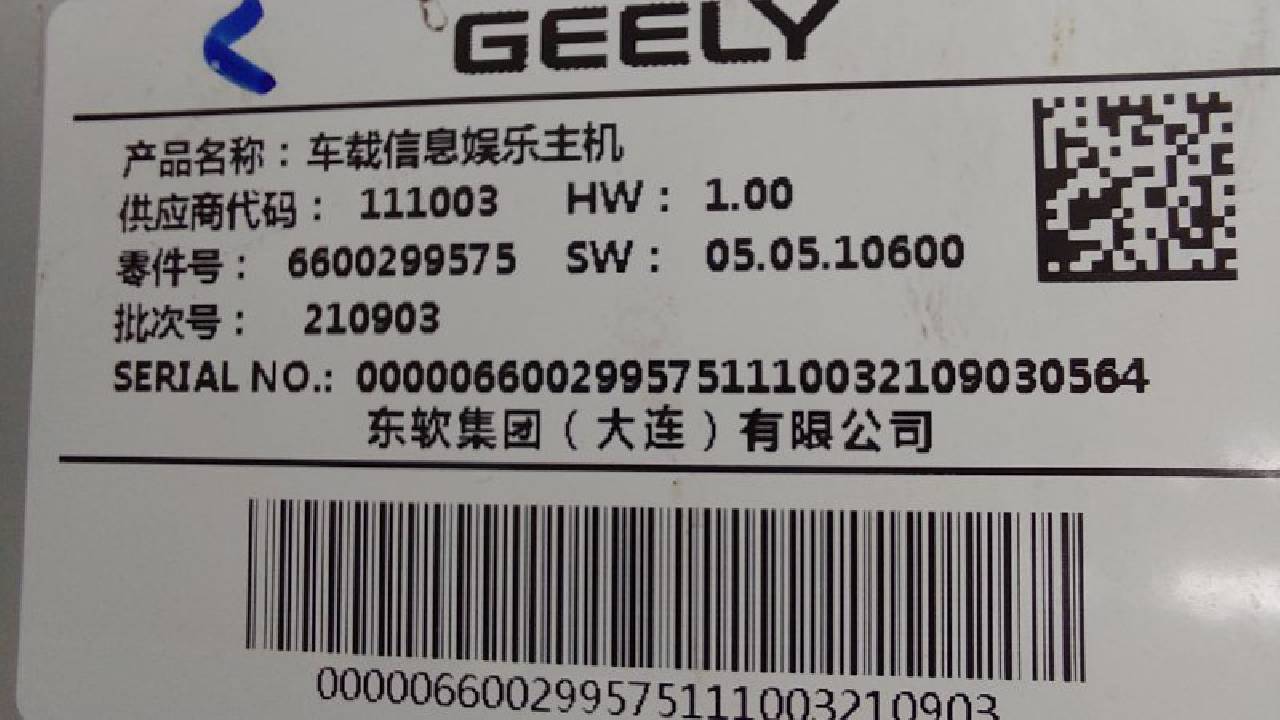 GEELY
产品名称：车载信息娱乐主机
供应商代码： 111003 HW： 1.00
零件号： 6600299575 SW： 05.05.10600
批次号： 210903
SERIAL NO.: 0000066002995751110032109030564
东软集团（大连）有限公司
000006600299575111003210903